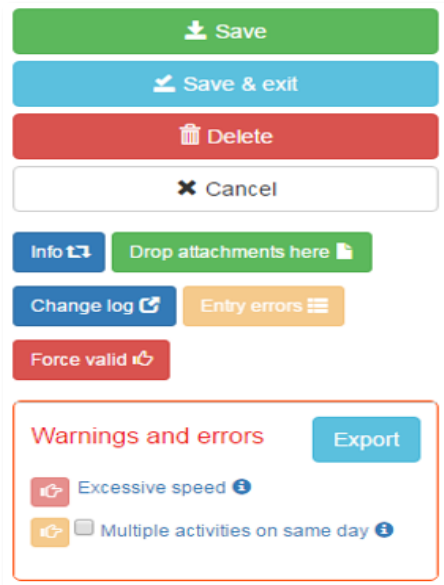 Save
Save & exit
Delete
Cancel
Info
Drop attachments here
Change log
Entry errors
Force valid
Warnings and errors
Export
Excessive speed
Multiple activities on same day